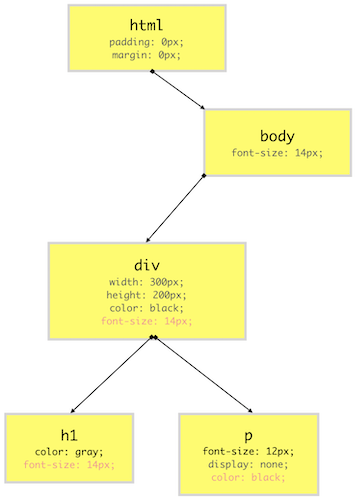 html
padding: 0px;
margin: 0px;
body
font-size: 14px;
div
width: 300px;
height: 200px;
color: black;
font-size: 14px;
h1
color: gray;
font-size: 14px;
p
font-size: 12px;
display: none;
color: black;